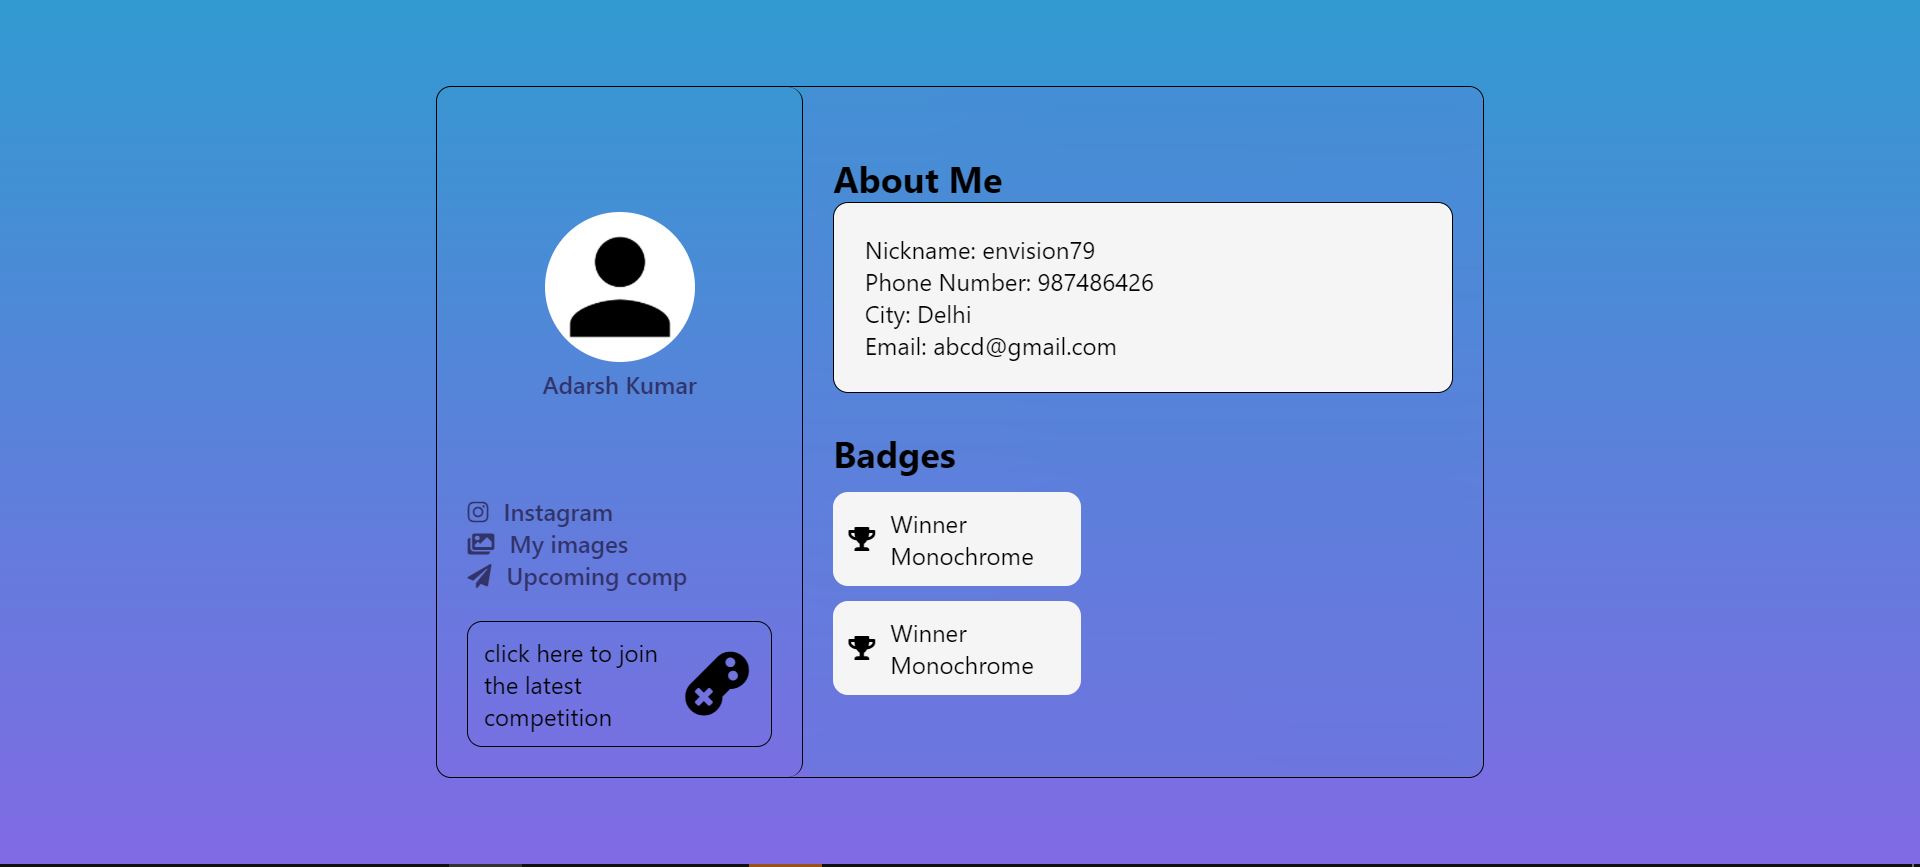 Adarsh Kumar
Instagram
My images
Upcoming comp
click here to join
the latest
competition
About Me
Nickname: envision79
Phone Number: 987486426
City: Delhi
Email: abcd@gmail.com
Badges
Winner
Monochrome
Winner
Monochrome